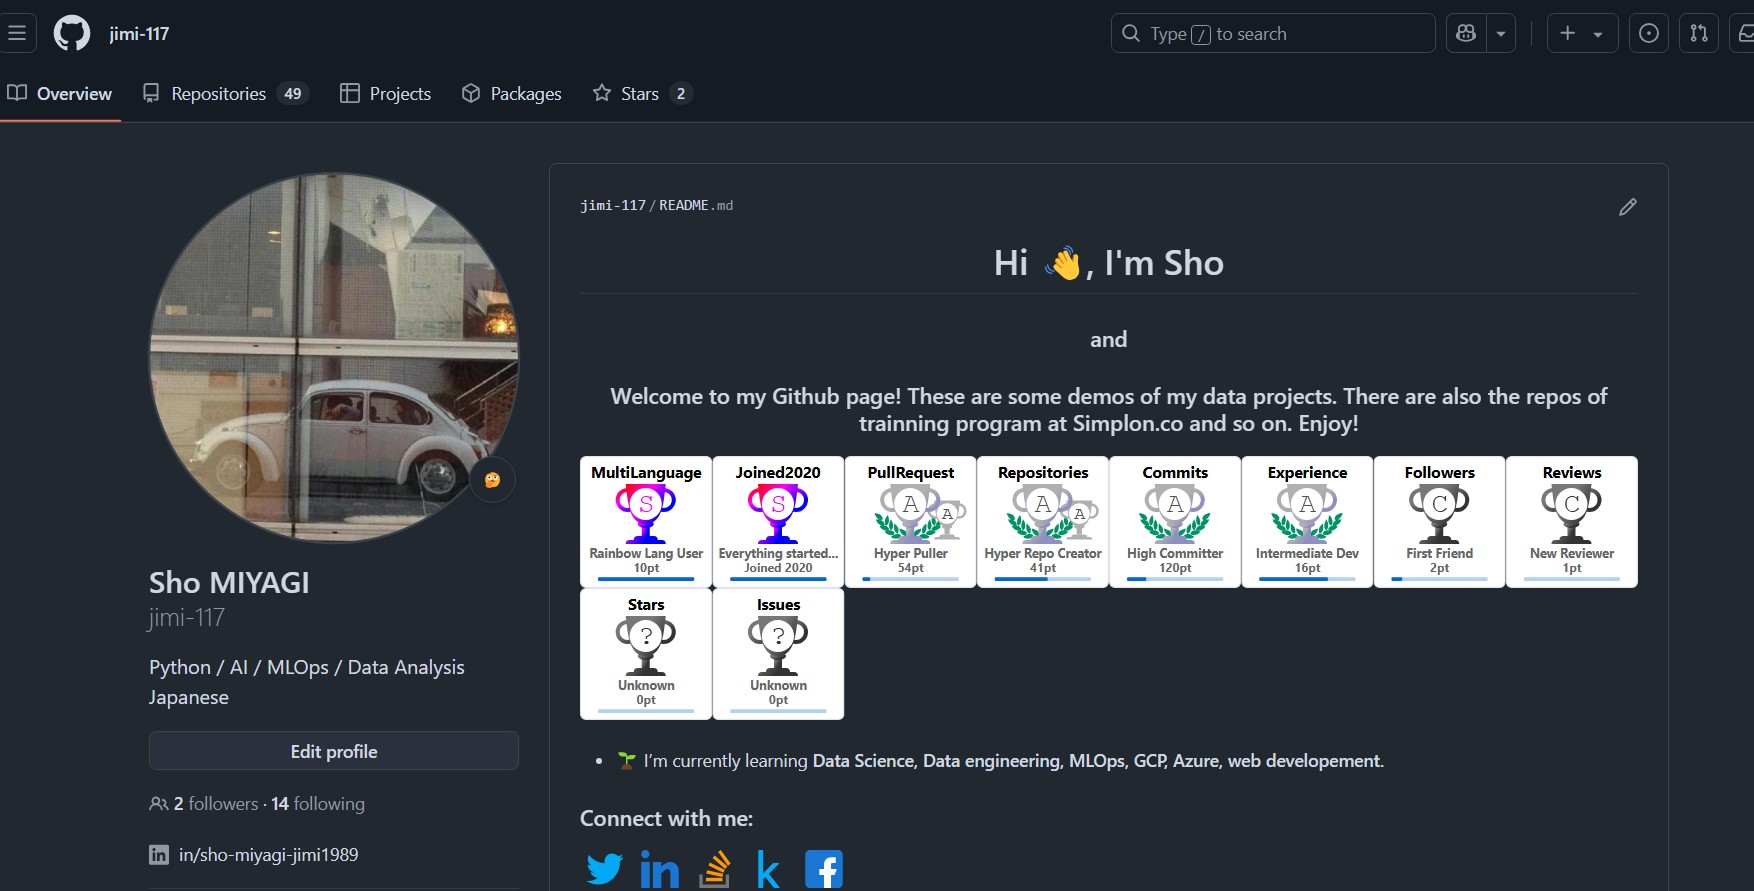 jimi-117
Type / to search
Overview
Repositories 49
Projects
Packages
Stars 2
jimi-117/README.md
Hi 👋, I'm Sho
and
Welcome to my Github page! These are some demos of my data projects. There are also the repos of
trainning program at Simplon.co and so on. Enjoy!
MultiLanguage
S
Rainbow Lang User
10pt
Joined2020
S
Everything started...
Joined 2020
PullRequest
A
A
Hyper Puller
54pt
Repositories
A
A
Hyper Repo Creator
41pt
Commits
A
High Committer
120pt
Experience
A
Intermediate Dev
16pt
Followers
C
First Friend
2pt
Reviews
C
New Reviewer
1pt
Stars
?
Unknown
0pt
Issues
?
Unknown
0pt
Sho MIYAGI
jimi-117
Python / AI / MLOps / Data Analysis
Japanese
Edit profile
2 followers · 14 following
in/sho-miyagi-jimi1989
🌱 I’m currently learning Data Science, Data engineering, MLOps, GCP, Azure, web developement.
Connect with me:
in
k
f